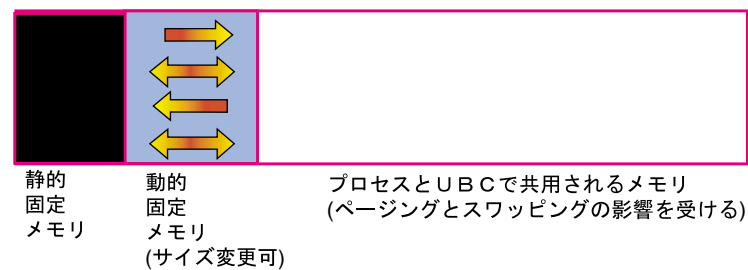 静的
固定
メモリ
動的
固定
メモリ
(サイズ変更可)
プロセスとＵＢＣで共用されるメモリ
(ページングとスワッピングの影響を受ける)